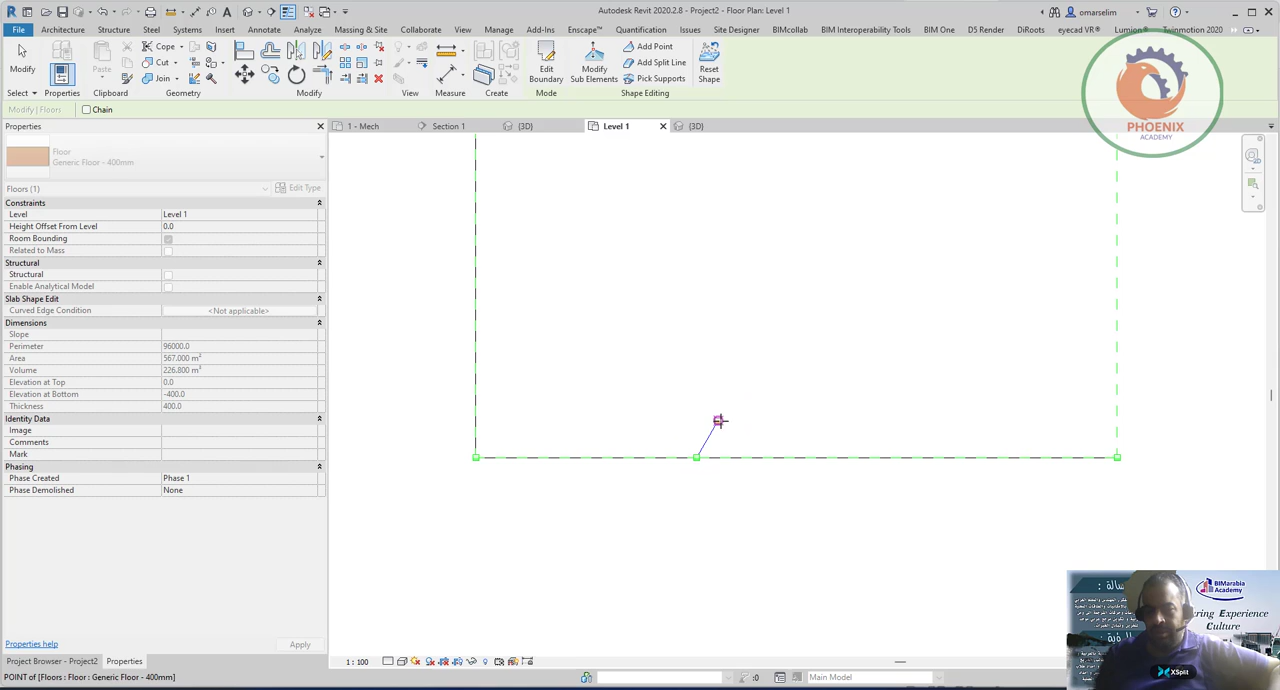 Autodesk Revit 2020.2.8 - Project2 - Floor Plan: Level 1
omarselim
File Architecture Structure Steel Systems Insert Annotate Analyze Massing & Site Collaborate View Manage Add-Ins Enscape™ Quantification Issues Site Designer BIMcollab BIM Interoperability Tools BIM One D5 Render DiRoots eyecad VR® Lumion® Twinmotion 2020
Modify
Paste
Cope
Cut
Join
Edit Boundary
Modify Sub Elements
Add Point
Add Split Line
Pick Supports
Reset Shape
Select Properties Clipboard Geometry Modify View Measure Create Mode Shape Editing
Modify | Floors Chain
PHOENIX
ACADEMY
Properties
1 - Mech Section 1 {3D} Level 1 {3D}
Floor
Generic Floor - 400mm
Floors (1) Edit Type
Constraints
Level Level 1
Height Offset From Level 0.0
Room Bounding
Related to Mass
Structural
Structural
Enable Analytical Model
Slab Shape Edit
Curved Edge Condition <Not applicable>
Dimensions
Slope
Perimeter 96000.0
Area 567.000 m²
Volume 226.800 m³
Elevation at Top 0.0
Elevation at Bottom -400.0
Thickness 400.0
Identity Data
Image
Comments
Mark
Phasing
Phase Created Phase 1
Phase Demolished None
Properties help Apply
Project Browser - Project2 Properties
1 : 100
POINT of [Floors : Floor : Generic Floor - 400mm]
:0 Main Model
BIMarabia
Academy
Experience
Culture
XSplit